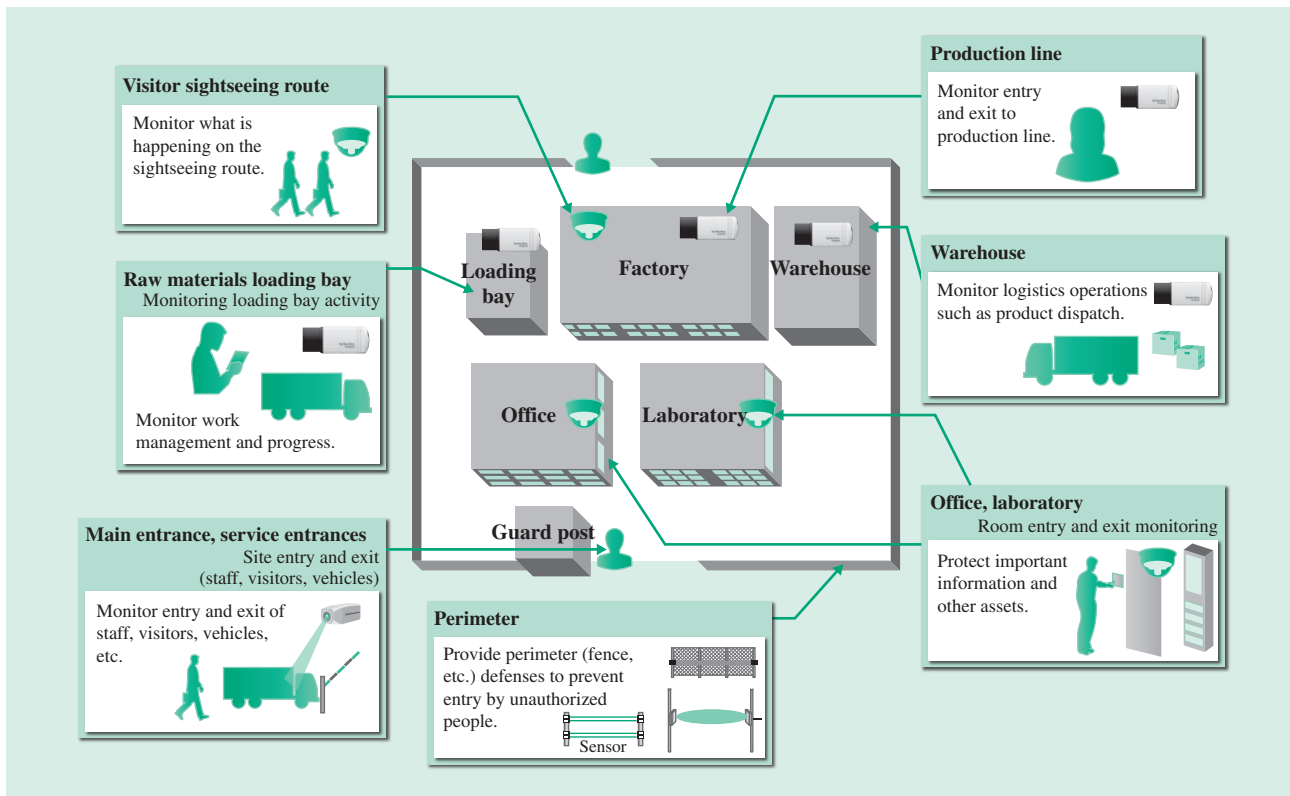 Visitor sightseeing route
Monitor what is
happening on the
sightseeing route.
Production line
Monitor entry
and exit to
production line.
Raw materials loading bay
Monitoring loading bay activity
Monitor work
management and progress.
Loading
bay
Factory
Warehouse
Office
Laboratory
Guard post
Warehouse
Monitor logistics operations
such as product dispatch.
Main entrance, service entrances
Site entry and exit
(staff, visitors, vehicles)
Monitor entry and exit of
staff, visitors, vehicles,
etc.
Perimeter
Provide perimeter (fence,
etc.) defenses to prevent
entry by unauthorized
people.
Sensor
Office, laboratory
Room entry and exit monitoring
Protect important
information and
other assets.